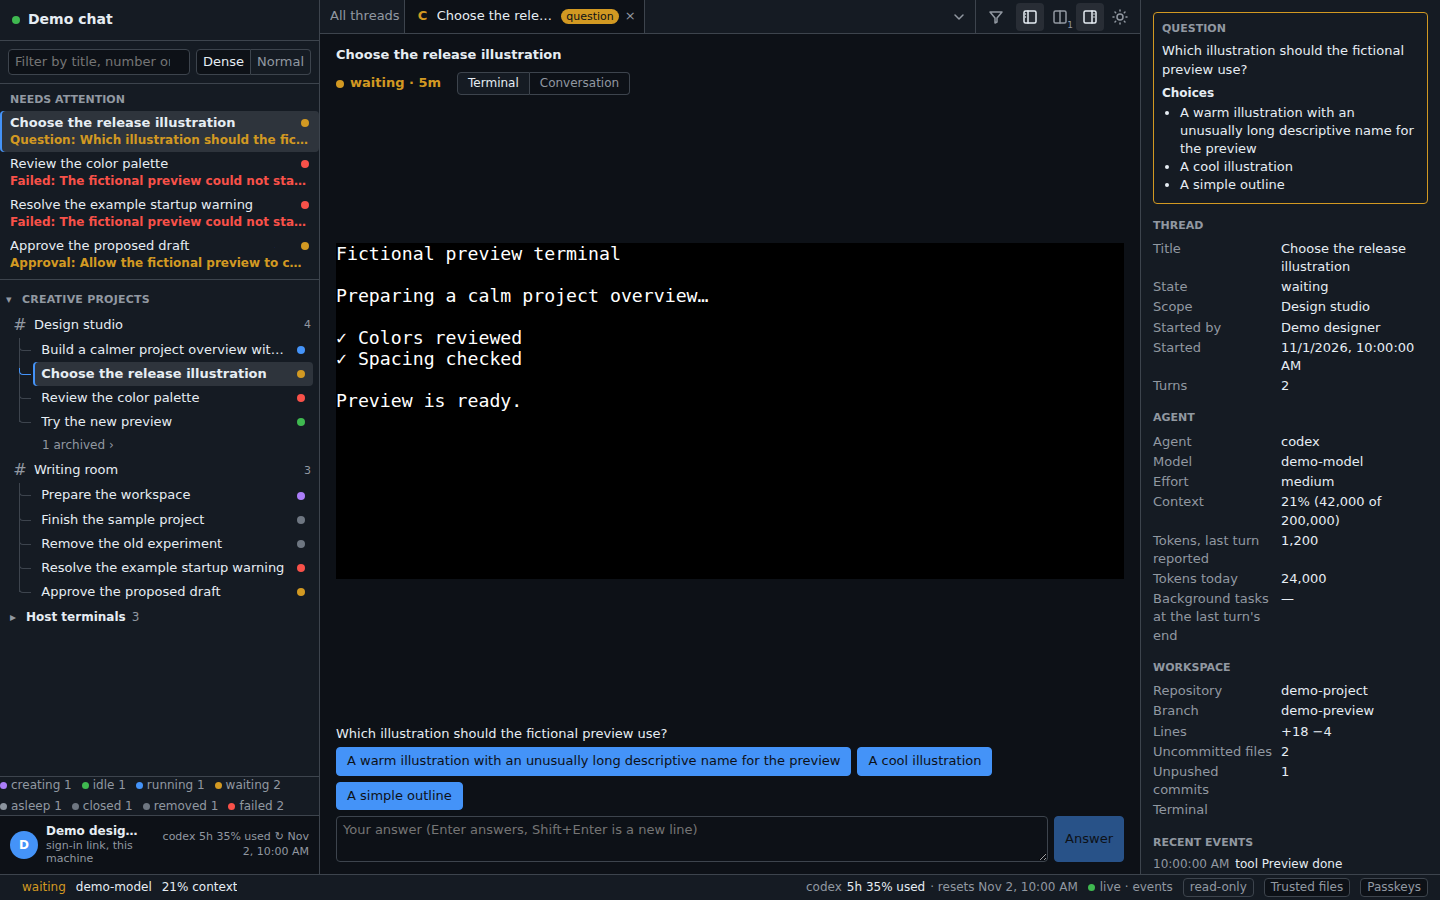 Demo chat
Filter by title, number or
Dense
Normal
NEEDS ATTENTION
Choose the release illustration
Question: Which illustration should the fic…
Review the color palette
Failed: The fictional preview could not sta…
Resolve the example startup warning
Failed: The fictional preview could not sta…
Approve the proposed draft
Approval: Allow the fictional preview to c…
CREATIVE PROJECTS
# Design studio 4
Build a calmer project overview wit…
Choose the release illustration
Review the color palette
Try the new preview
1 archived ›
# Writing room 3
Prepare the workspace
Finish the sample project
Remove the old experiment
Resolve the example startup warning
Approve the proposed draft
Host terminals 3
creating 1 idle 1 running 1 waiting 2
asleep 1 closed 1 removed 1 failed 2
D
Demo desig…
sign-in link, this
machine
codex 5h 35% used ↻ Nov
2, 10:00 AM
All threads
C Choose the rele… question ×
1
Choose the release illustration
waiting · 5m
Terminal
Conversation
Fictional preview terminal
Preparing a calm project overview…
✓ Colors reviewed
✓ Spacing checked
Preview is ready.
Which illustration should the fictional preview use?
A warm illustration with an unusually long descriptive name for the preview
A cool illustration
A simple outline
Your answer (Enter answers, Shift+Enter is a new line)
Answer
QUESTION
Which illustration should the fictional
preview use?
Choices
• A warm illustration with an
unusually long descriptive name for
the preview
• A cool illustration
• A simple outline
THREAD
Title Choose the release
illustration
State waiting
Scope Design studio
Started by Demo designer
Started 11/1/2026, 10:00:00
AM
Turns 2
AGENT
Agent codex
Model demo-model
Effort medium
Context 21% (42,000 of
200,000)
Tokens, last turn 1,200
reported
Tokens today 24,000
Background tasks —
at the last turn's
end
WORKSPACE
Repository demo-project
Branch demo-preview
Lines +18 −4
Uncommitted files 2
Unpushed 1
commits
Terminal
RECENT EVENTS
10:00:00 AM tool Preview done
waiting demo-model 21% context
codex 5h 35% used · resets Nov 2, 10:00 AM
live · events
read-only
Trusted files
Passkeys